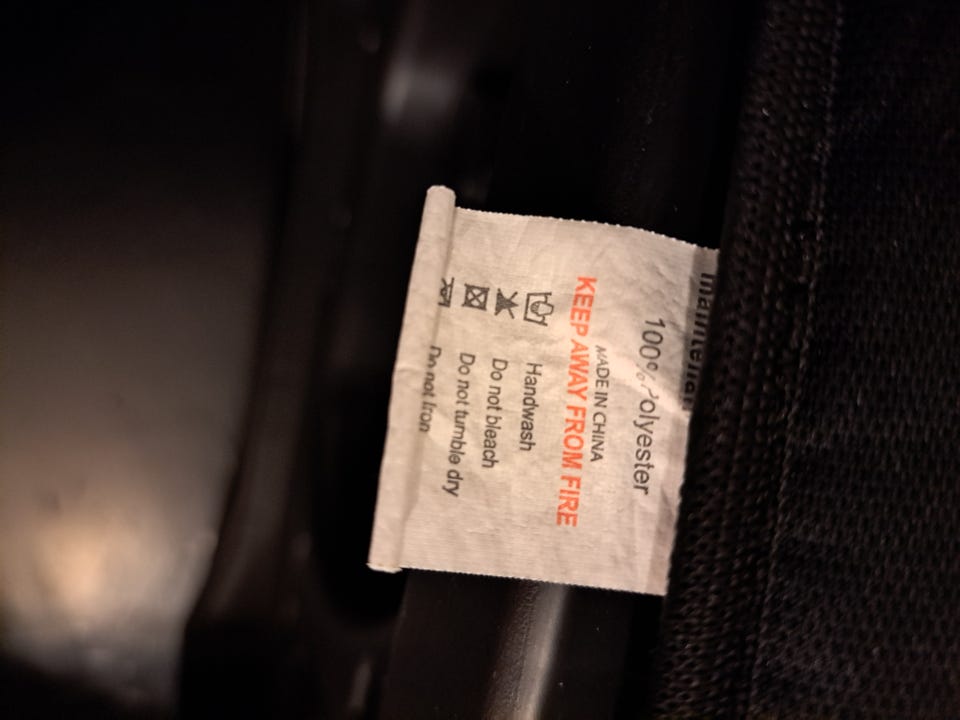 100% Polyester
MADE IN CHINA
KEEP AWAY FROM FIRE
Handwash
Do not bleach
Do not tumble dry
Do not Iron